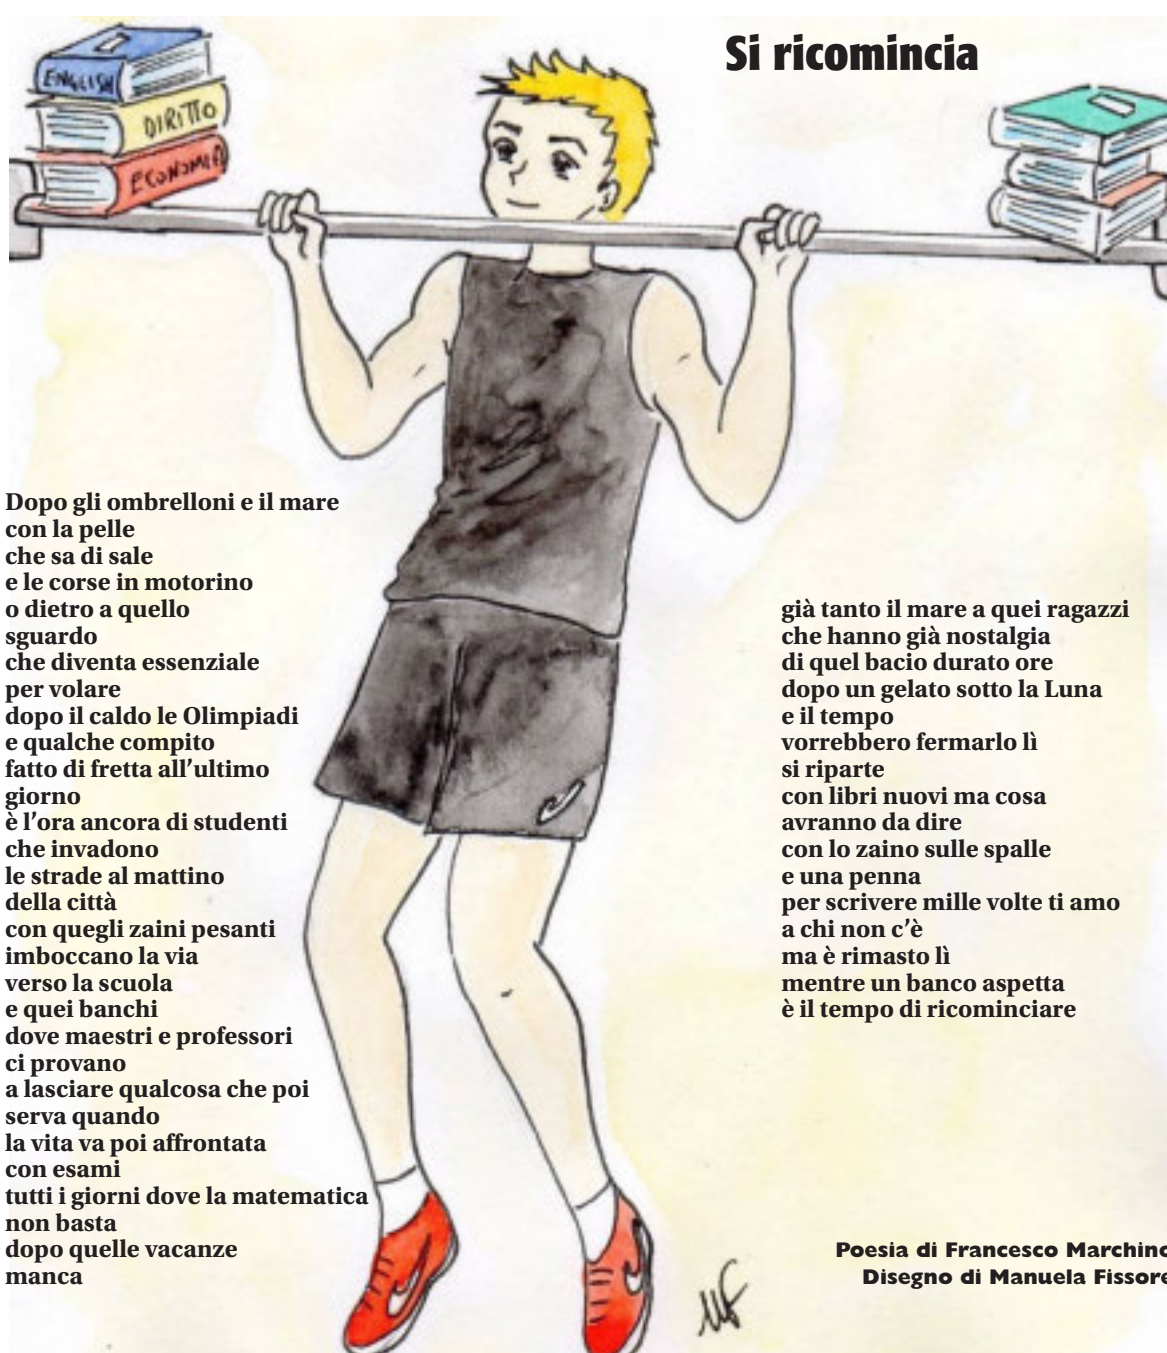 Si ricomincia
ENGLISH
DIRITTO
ECONOMIA
Dopo gli ombrelloni e il mare
con la pelle
che sa di sale
e le corse in motorino
o dietro a quello
sguardo
che diventa essenziale
per volare
dopo il caldo le Olimpiadi
e qualche compito
fatto di fretta all’ultimo
giorno
è l’ora ancora di studenti
che invadono
le strade al mattino
della città
con quegli zaini pesanti
imboccano la via
verso la scuola
e quei banchi
dove maestri e professori
ci provano
a lasciare qualcosa che poi
serva quando
la vita va poi affrontata
con esami
tutti i giorni dove la matematica
non basta
dopo quelle vacanze
manca
già tanto il mare a quei ragazzi
che hanno già nostalgia
di quel bacio durato ore
dopo un gelato sotto la Luna
e il tempo
vorrebbero fermarlo lì
si riparte
con libri nuovi ma cosa
avranno da dire
con lo zaino sulle spalle
e una penna
per scrivere mille volte ti amo
a chi non c’è
ma è rimasto lì
mentre un banco aspetta
è il tempo di ricominciare
Poesia di Francesco Marchino
Disegno di Manuela Fissore
MF